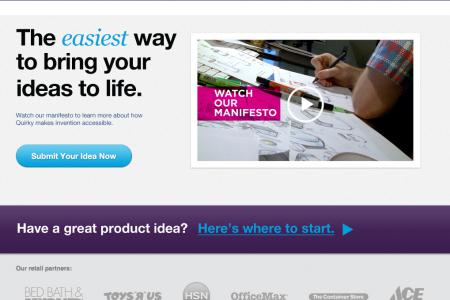 The easiest way
to bring your
ideas to life.
Watch our manifesto to learn more about how
Quirky makes invention accessible.
Submit Your Idea Now
WATCH
OUR
MANIFESTO
Have a great product idea? Here's where to start.
Our retail partners:
BED BATH &
TOYS R US
HSN
OfficeMax
The Container Store
ACE